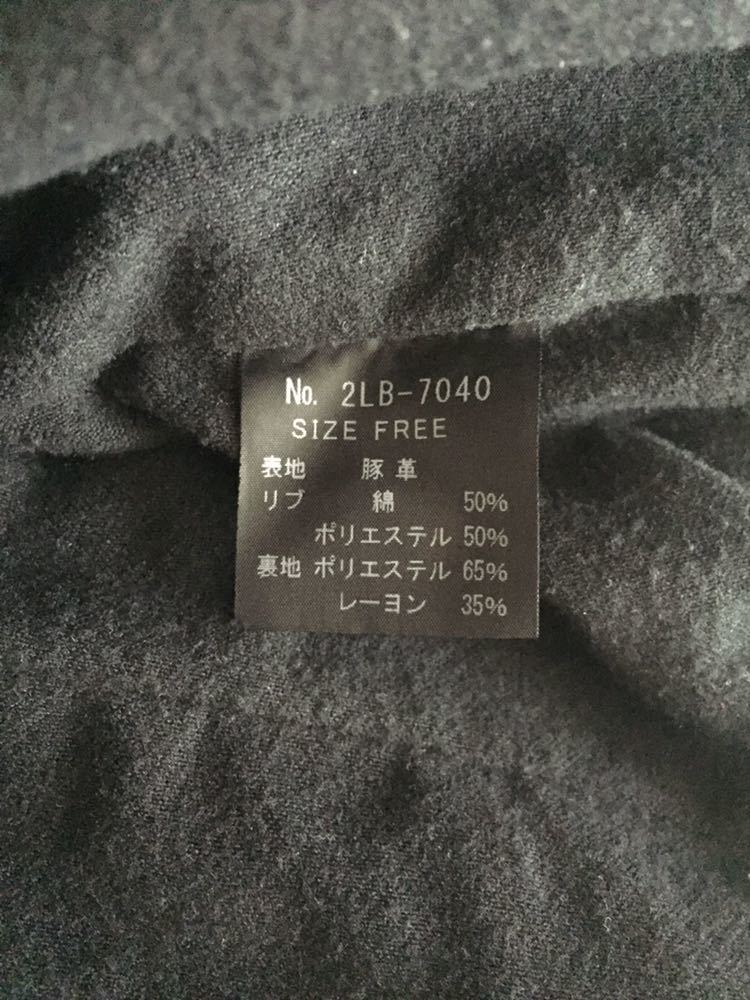 No. 2LB-7040
SIZE FREE
表地 豚革
リブ 綿 50%
ポリエステル 50%
裏地 ポリエステル 65%
レーヨン 35%